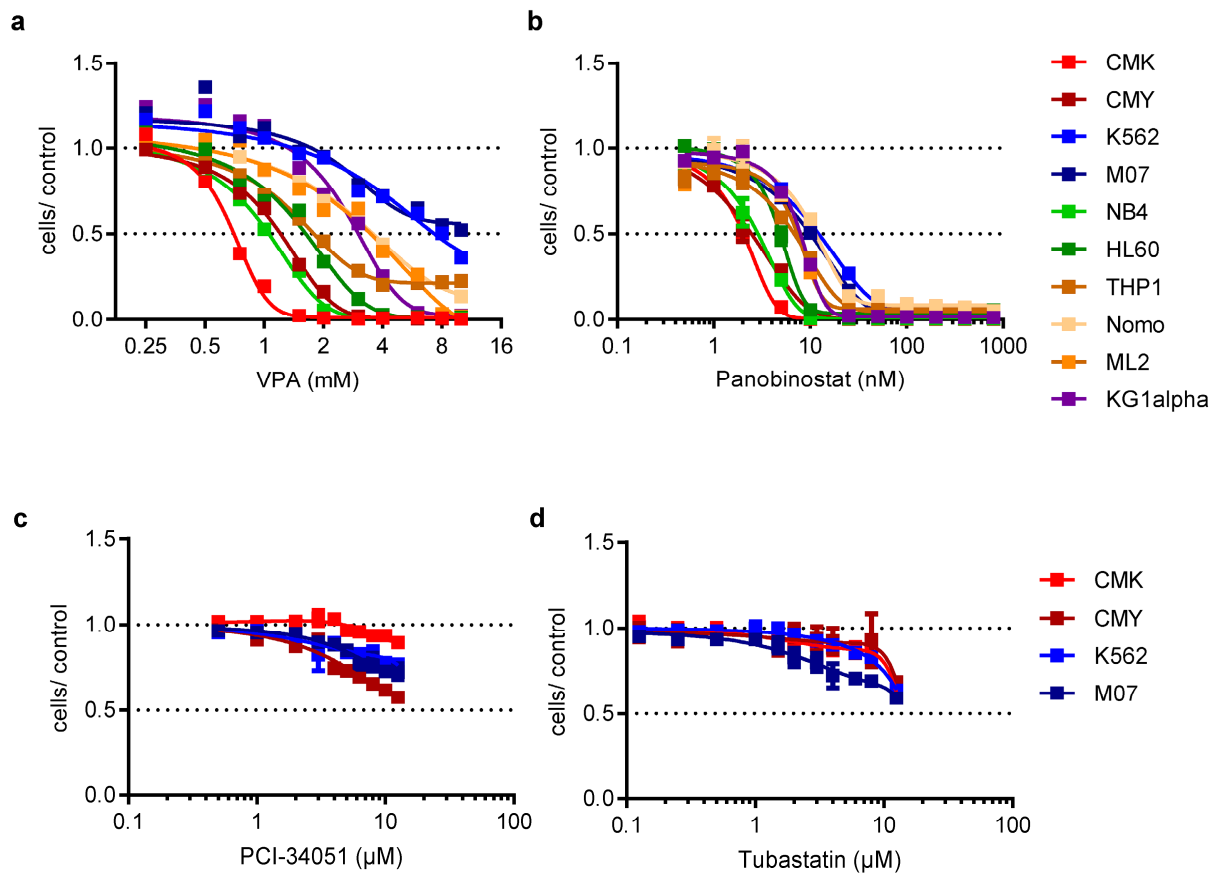 a
1.5
1.0
0.5
0.0
cells/ control
0.25 0.5 1 2 4 8 16
VPA (mM)
b
1.5
1.0
0.5
0.0
cells/ control
0.1 1 10 100 1000
Panobinostat (nM)
CMK
CMY
K562
M07
NB4
HL60
THP1
Nomo
ML2
KG1alpha
c
1.5
1.0
0.5
0.0
cells/ control
0.1 1 10 100
PCI-34051 (µM)
d
1.5
1.0
0.5
0.0
cells/ control
0.1 1 10 100
Tubastatin (µM)
CMK
CMY
K562
M07